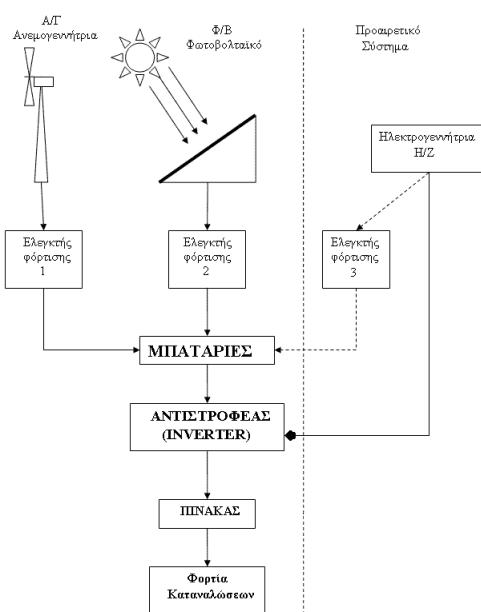 Α/Γ
Ανεμογεννήτρια
Φ/Β
Φωτοβολταϊκό
Προαιρετικό
Σύστημα
Ηλεκτρογεννήτρια
Η/Ζ
Ελεγκτής
φόρτισης
1
Ελεγκτής
φόρτισης
2
Ελεγκτής
φόρτισης
3
ΜΠΑΤΑΡΙΕΣ
ΑΝΤΙΣΤΡΟΦΕΑΣ
(INVERTER)
ΠΙΝΑΚΑΣ
Φορτία
Καταναλώσεων